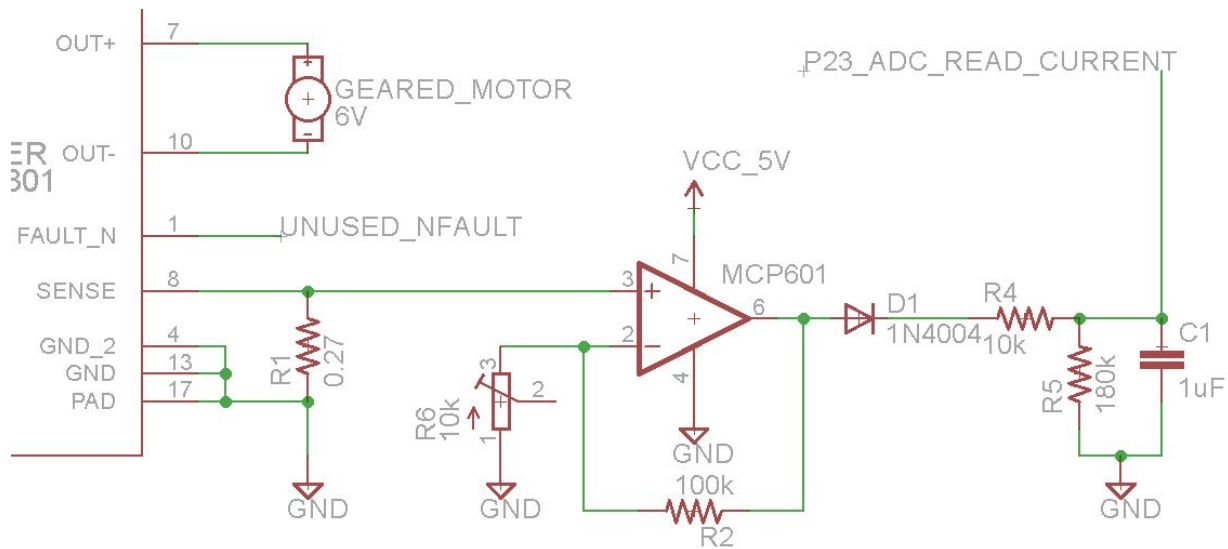 OUT+
7
GEARED_MOTOR
6V
P23_ADC_READ_CURRENT
ER
301
OUT-
10
VCC_5V
FAULT_N
1
UNUSED_NFAULT
7
MCP601
SENSE
8
3
6
D1
1N4004
R4
10k
C1
1uF
GND_2
4
R1
0.27
2
4
R5
180k
GND
13
PAD
17
R6
10k
3
2
1
GND
GND
GND
GND
100k
R2